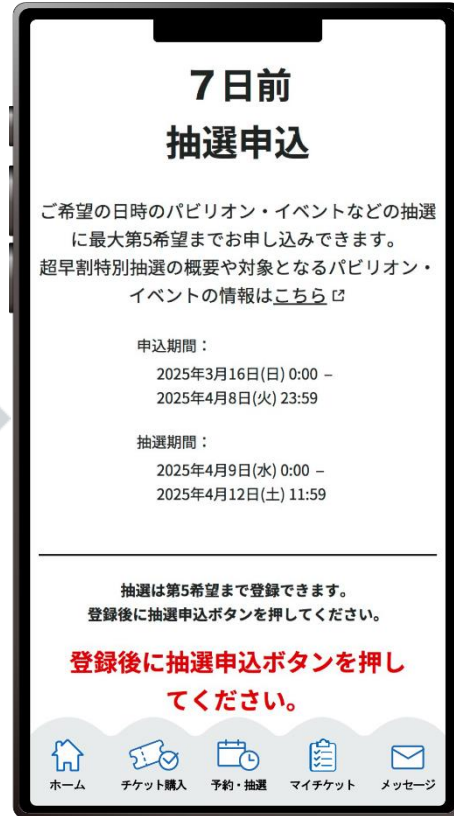 7日前
抽選申込
ご希望の日時のパビリオン・イベントなどの抽選
に最大第5希望までお申し込みできます。
超早割特別抽選の概要や対象となるパビリオン・
イベントの情報はこちら
申込期間：
2025年3月16日(日) 0:00 –
2025年4月8日(火) 23:59
抽選期間：
2025年4月9日(水) 0:00 –
2025年4月12日(土) 11:59
抽選は第5希望まで登録できます。
登録後に抽選申込ボタンを押してください。
登録後に抽選申込ボタンを押し
てください。
ホーム チケット購入 予約・抽選 マイチケット メッセージ